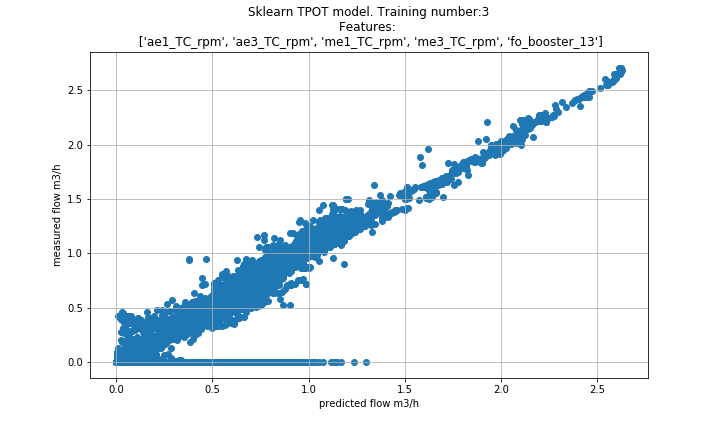 Sklearn TPOT model. Training number:3
Features:
['ae1_TC_rpm', 'ae3_TC_rpm', 'me1_TC_rpm', 'me3_TC_rpm', 'fo_booster_13']
measured flow m3/h
2.5
2.0
1.5
1.0
0.5
0.0
0.0 0.5 1.0 1.5 2.0 2.5
predicted flow m3/h